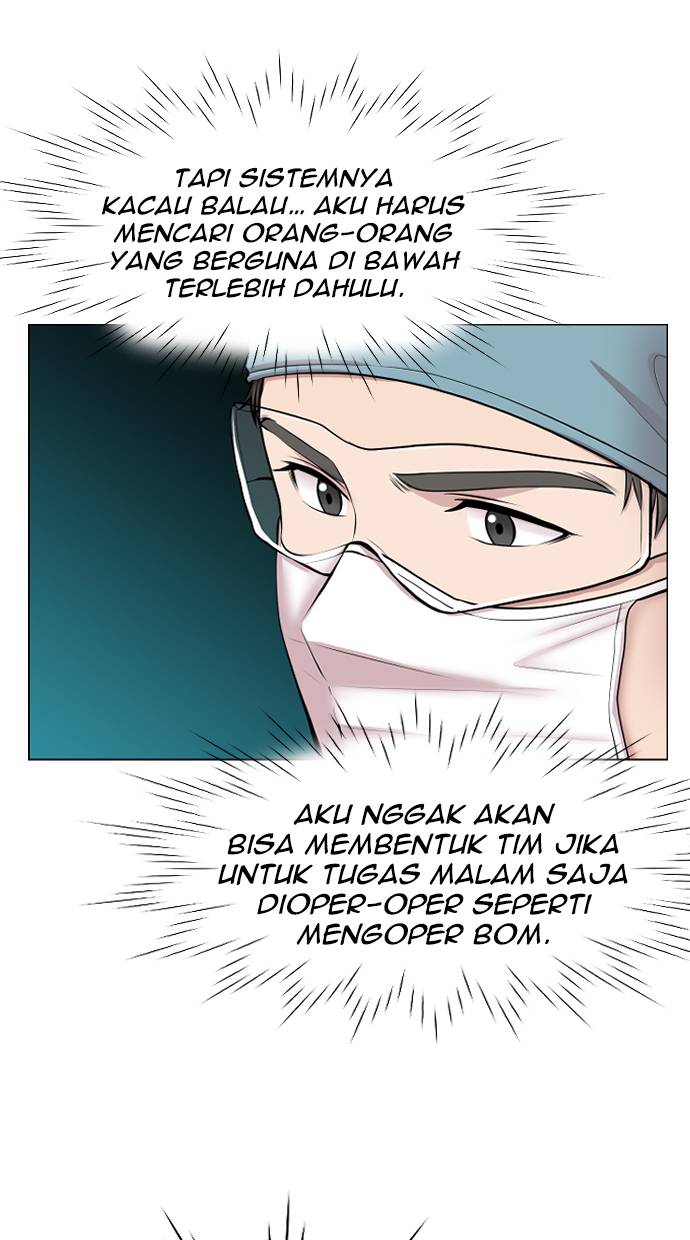 TAPI SISTEMNYA
KACAU BALAU... AKU HARUS
MENCARI ORANG-ORANG
YANG BERGUNA DI BAWAH
TERLEBIH DAHULU.
AKU NGGAK AKAN
BISA MEMBENTUK TIM JIKA
UNTUK TUGAS MALAM SAJA
DIOPER-OPER SEPERTI
MENGOPER BOM.